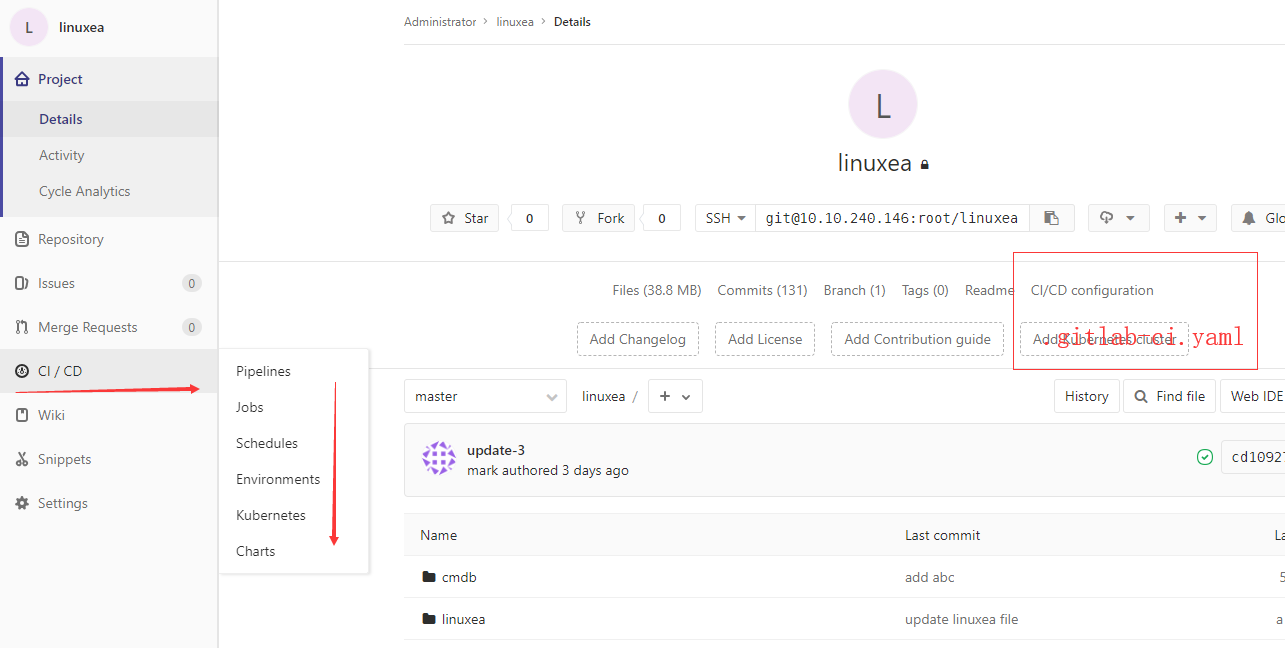 L linuxea
Project
Details
Activity
Cycle Analytics
Repository
Issues 0
Merge Requests 0
CI / CD
Wiki
Snippets
Settings
Pipelines
Jobs
Schedules
Environments
Kubernetes
Charts
Administrator > linuxea > Details
L
linuxea
Star 0 Fork 0 SSH git@10.10.240.146:root/linuxea + Glo
Files (38.8 MB) Commits (131) Branch (1) Tags (0) Readme CI/CD configuration
Add Changelog Add License Add Contribution guide Add Kubernetes cluster
.gitlab-ci.yaml
master linuxea / + History Find file Web IDE
update-3
mark authored 3 days ago
cd1092
Name Last commit La
cmdb add abc 5
linuxea update linuxea file a